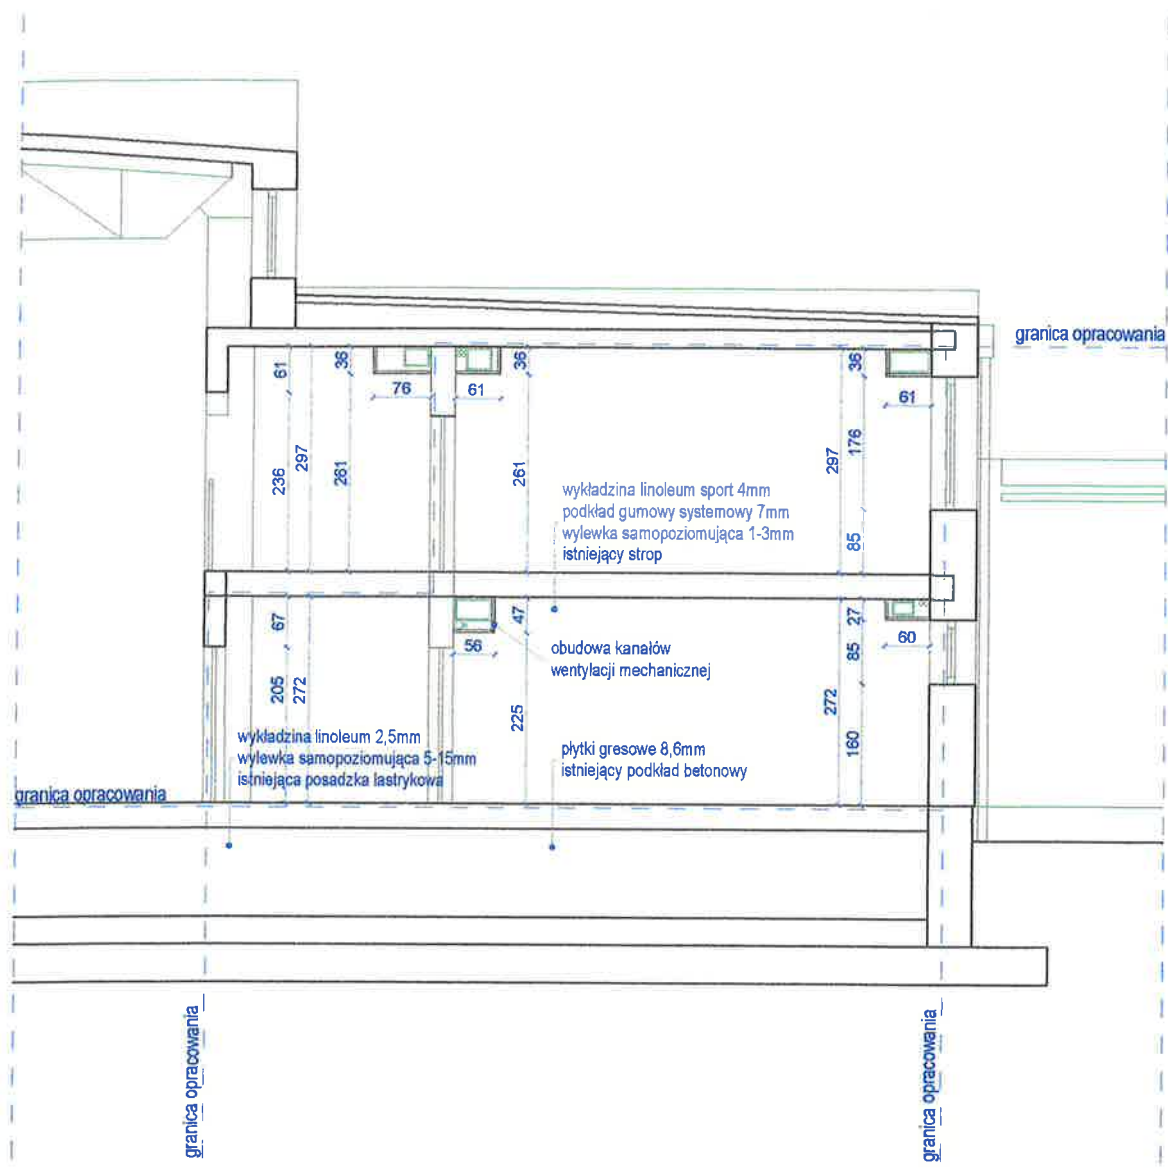 granica opracowania
61
36
36
36
76
61
61
236
297
261
261
297
176
85
wykładzina linoleum sport 4mm
podkład gumowy systemowy 7mm
wylewka samopoziomująca 1-3mm
istniejący strop
67
47
27
56
60
85
obudowa kanałów
wentylacji mechanicznej
205
272
225
272
160
wykładzina linoleum 2,5mm
wylewka samopoziomująca 5-15mm
istniejąca posadzka lastrykowa
płytki gresowe 8,6mm
istniejący podkład betonowy
granica opracowania
granica opracowania
granica opracowania